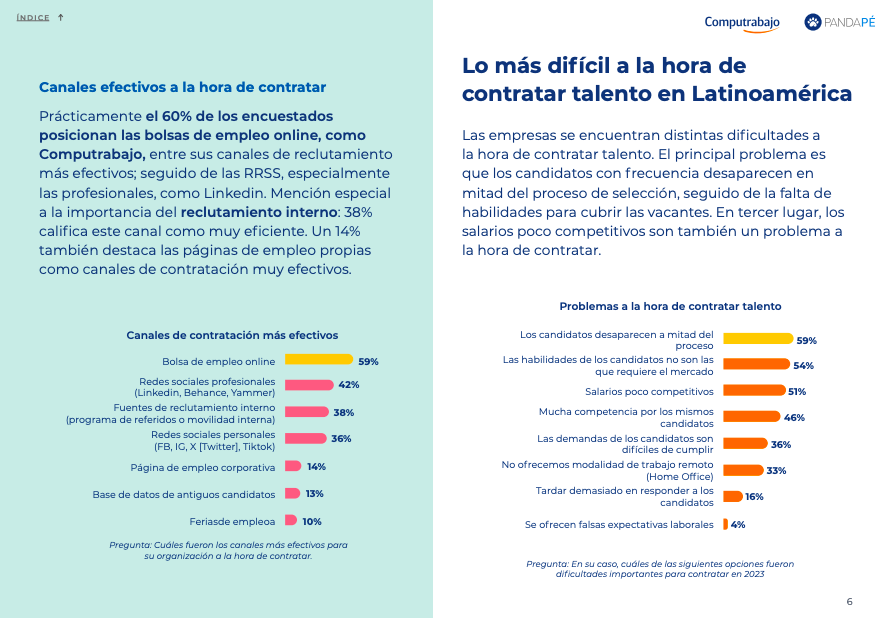 ÍNDICE ↑
Computrabajo
PANDAPÉ
Canales efectivos a la hora de contratar
Prácticamente el 60% de los encuestados
posicionan las bolsas de empleo online, como
Computrabajo, entre sus canales de reclutamiento
más efectivos; seguido de las RRSS, especialmente
las profesionales, como Linkedin. Mención especial
a la importancia del reclutamiento interno: 38%
califica este canal como muy eficiente. Un 14%
también destaca las páginas de empleo propias
como canales de contratación muy efectivos.
Canales de contratación más efectivos
Bolsa de empleo online 59%
Redes sociales profesionales
(Linkedin, Behance, Yammer) 42%
Fuentes de reclutamiento interno
(programa de referidos o movilidad interna) 38%
Redes sociales personales
(FB, IG, X [Twitter], Tiktok) 36%
Página de empleo corporativa 14%
Base de datos de antiguos candidatos 13%
Feriasde empleoa 10%
Pregunta: Cuáles fueron los canales más efectivos para
su organización a la hora de contratar.
Lo más difícil a la hora de
contratar talento en Latinoamérica
Las empresas se encuentran distintas dificultades a
la hora de contratar talento. El principal problema es
que los candidatos con frecuencia desaparecen en
mitad del proceso de selección, seguido de la falta de
habilidades para cubrir las vacantes. En tercer lugar, los
salarios poco competitivos son también un problema a
la hora de contratar.
Problemas a la hora de contratar talento
Los candidatos desaparecen a mitad del
proceso 59%
Las habilidades de los candidatos no son las
que requiere el mercado 54%
Salarios poco competitivos 51%
Mucha competencia por los mismos
candidatos 46%
Las demandas de los candidatos son
difíciles de cumplir 36%
No ofrecemos modalidad de trabajo remoto
(Home Office) 33%
Tardar demasiado en responder a los
candidatos 16%
Se ofrecen falsas expectativas laborales 4%
Pregunta: En su caso, cuáles de las siguientes opciones fueron
dificultades importantes para contratar en 2023
6